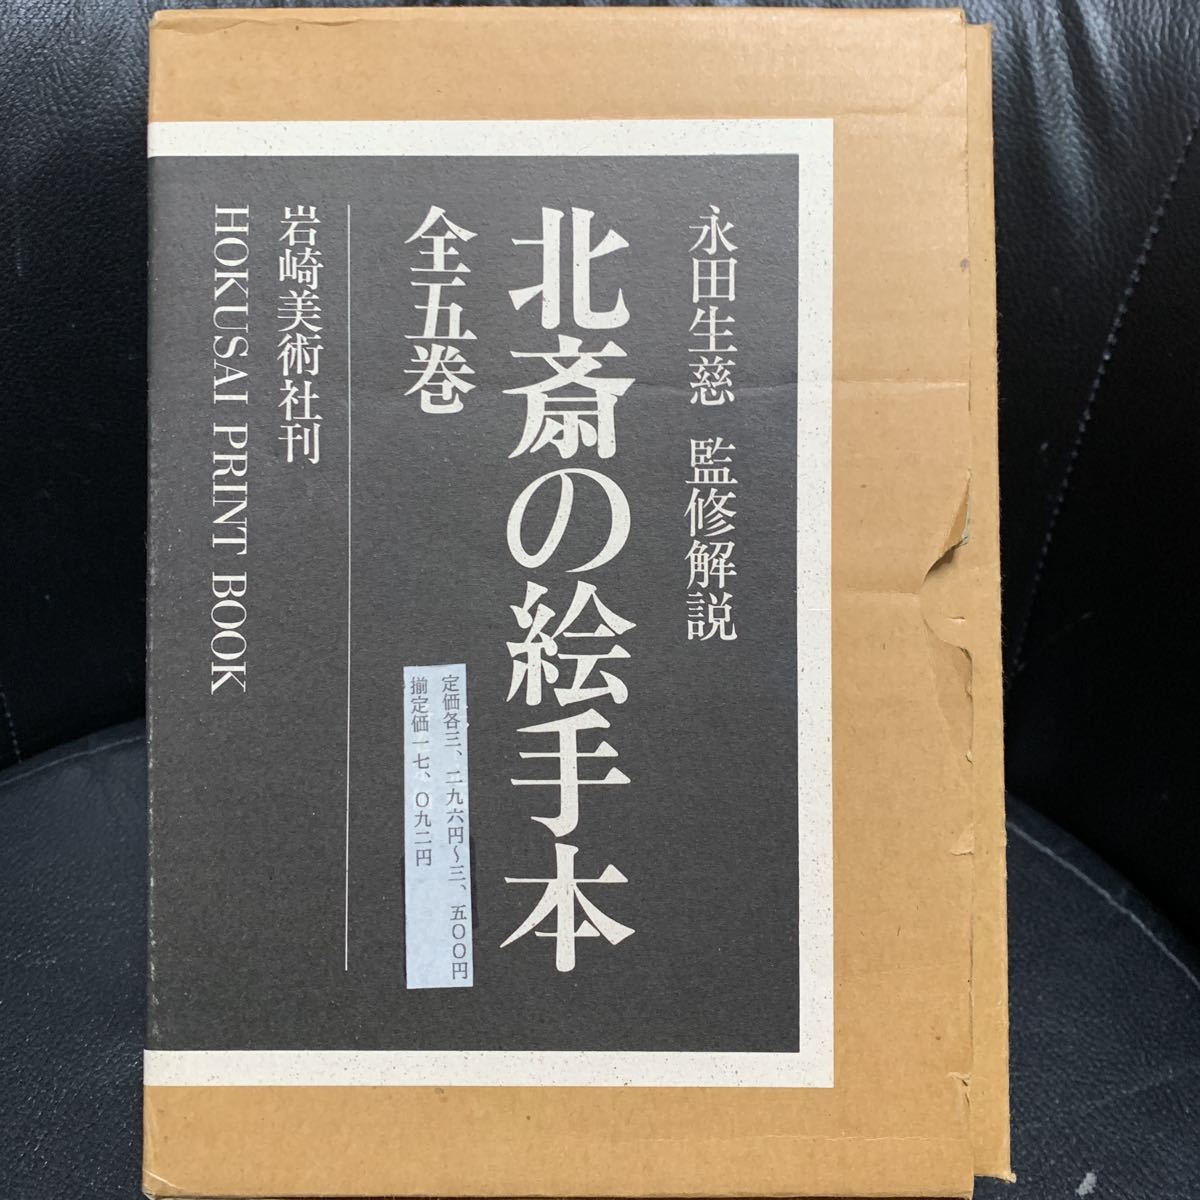 永田生慈 監修解説
北斎の絵手本
全五巻
定価各三、二九六円〜三、五〇〇円
揃定価一七、〇九二円
岩崎美術社刊
HOKUSAI PRINT BOOK